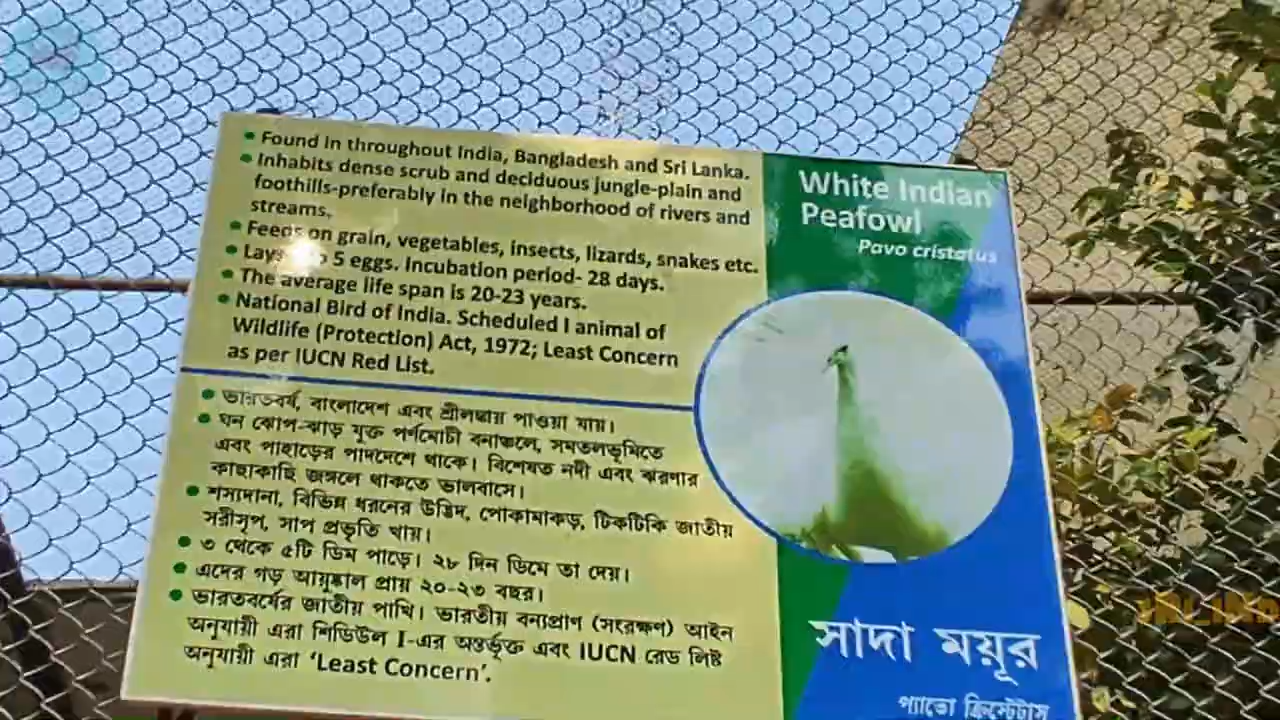 • Found in throughout India, Bangladesh and Sri Lanka.
• Inhabits dense scrub and deciduous jungle-plain and
foothills-preferably in the neighborhood of rivers and
streams.
• Feeds on grain, vegetables, insects, lizards, snakes etc.
• Lays 5 eggs. Incubation period- 28 days.
• The average life span is 20-23 years.
• National Bird of India. Scheduled I animal of
Wildlife (Protection) Act, 1972; Least Concern
as per IUCN Red List.
• ভারতবর্ষ, বাংলাদেশ এবং শ্রীলঙ্কায় পাওয়া যায়।
• ঘন ঝোপ-ঝাড় যুক্ত পর্ণমোচী বনাঞ্চলে, সমতলভূমিতে
এবং পাহাড়ের পাদদেশে থাকে। বিশেষত নদী এবং ঝরণার
কাছাকাছি জঙ্গলে থাকতে ভালবাসে।
• শস্যদানা, বিভিন্ন ধরনের উদ্ভিদ, পোকামাকড়, টিকটিকি জাতীয়
সরীসৃপ, সাপ প্রভৃতি খায়।
• ৩ থেকে ৫টি ডিম পাড়ে। ২৮ দিন ডিমে তা দেয়।
• এদের গড় আয়ুষ্কাল প্রায় ২০-২৩ বছর।
• ভারতবর্ষের জাতীয় পাখি। ভারতীয় বন্যপ্রাণ (সংরক্ষণ) আইন
অনুযায়ী এরা শিডিউল I-এর অন্তর্ভূক্ত এবং IUCN রেড লিষ্ট
অনুযায়ী এরা ‘Least Concern’.
White Indian
Peafowl
Pavo cristatus
সাদা ময়ূর
প্যাভো ক্রিস্টেটাস